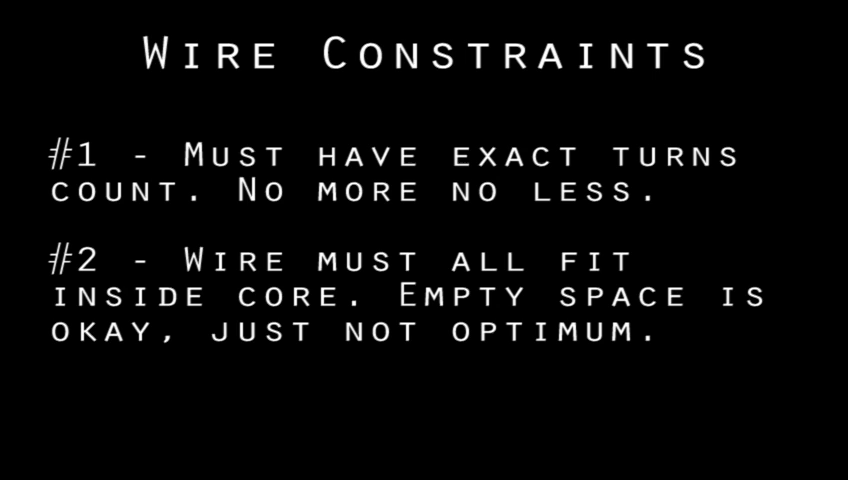 Wire Constraints
#1 - Must have exact turns
count. No more no less.
#2 - Wire must all fit
inside core. Empty space is
okay, just not optimum.